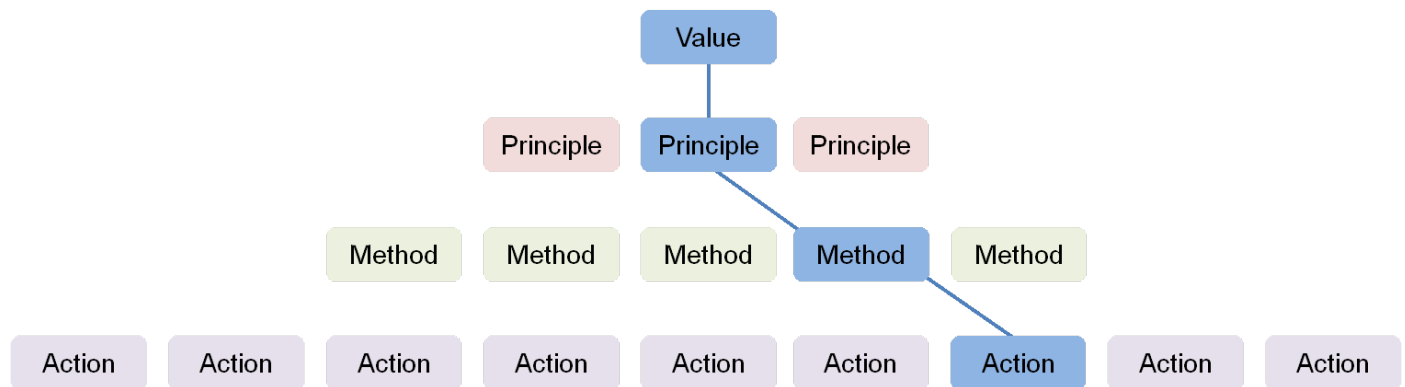 Value
Principle Principle Principle
Method Method Method Method Method
Action Action Action Action Action Action Action Action Action